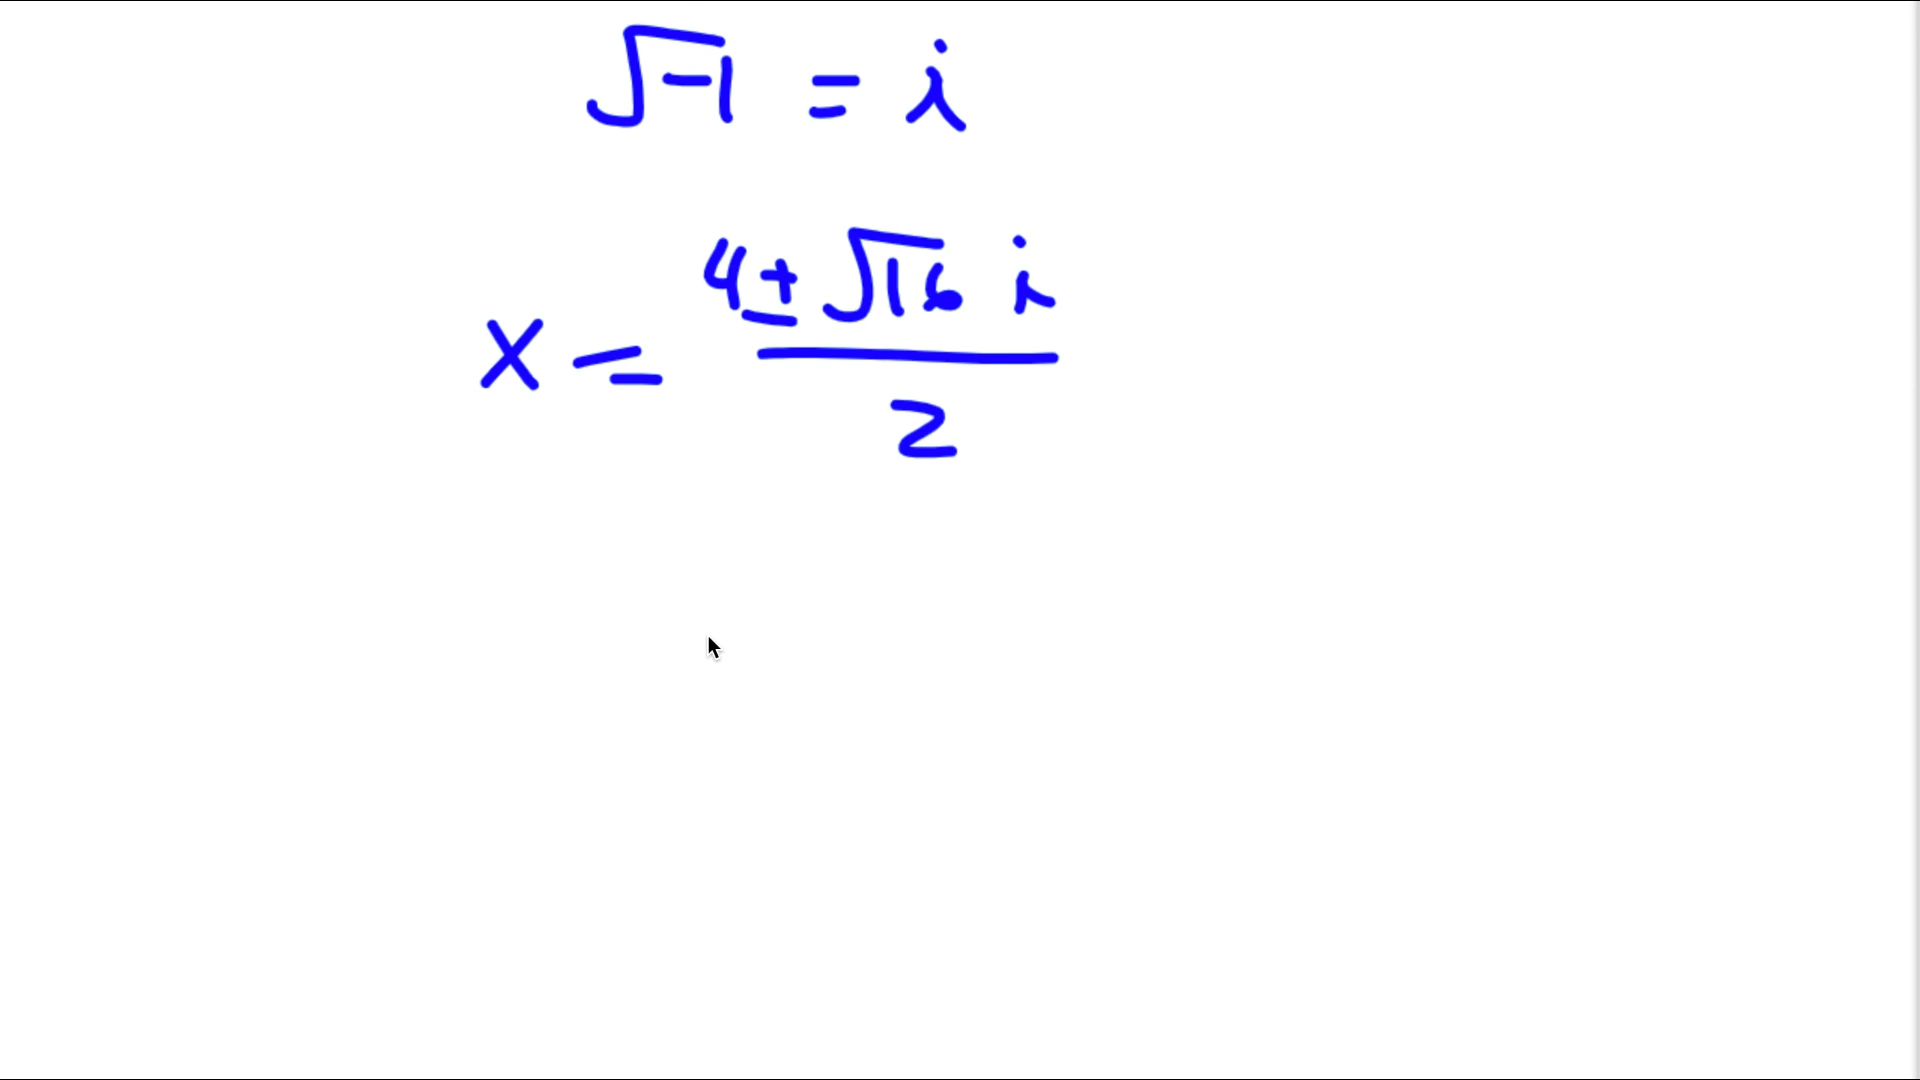 √-1 = i
x = (4 ± √16 i) / 2